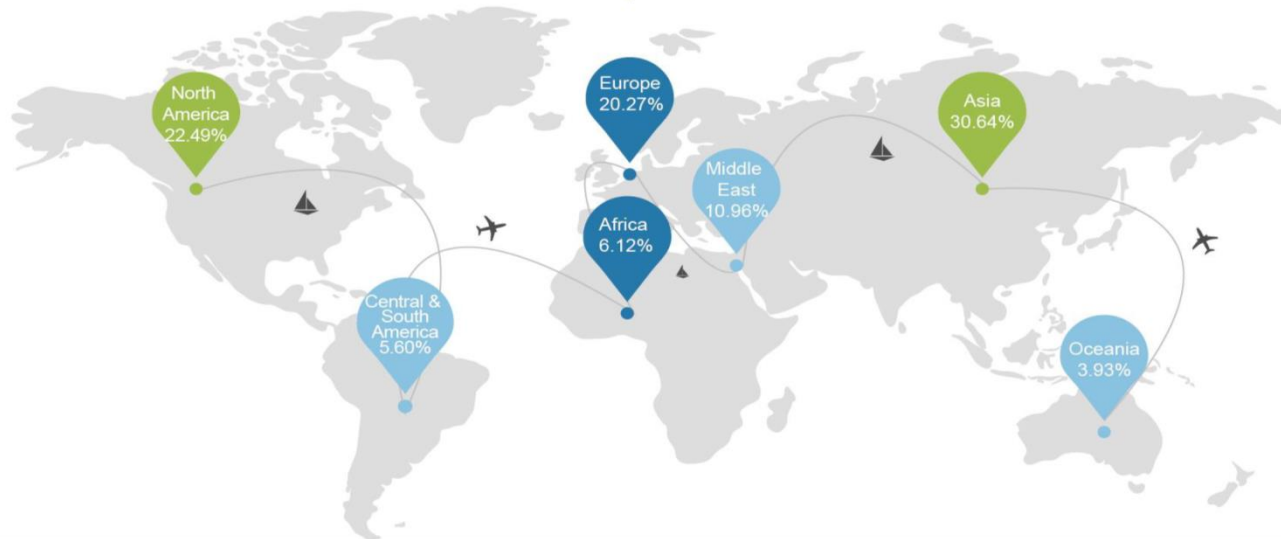 North
America
22.49%
Europe
20.27%
Asia
30.64%
Middle
East
10.96%
Africa
6.12%
Central &
South
America
5.60%
Oceania
3.93%